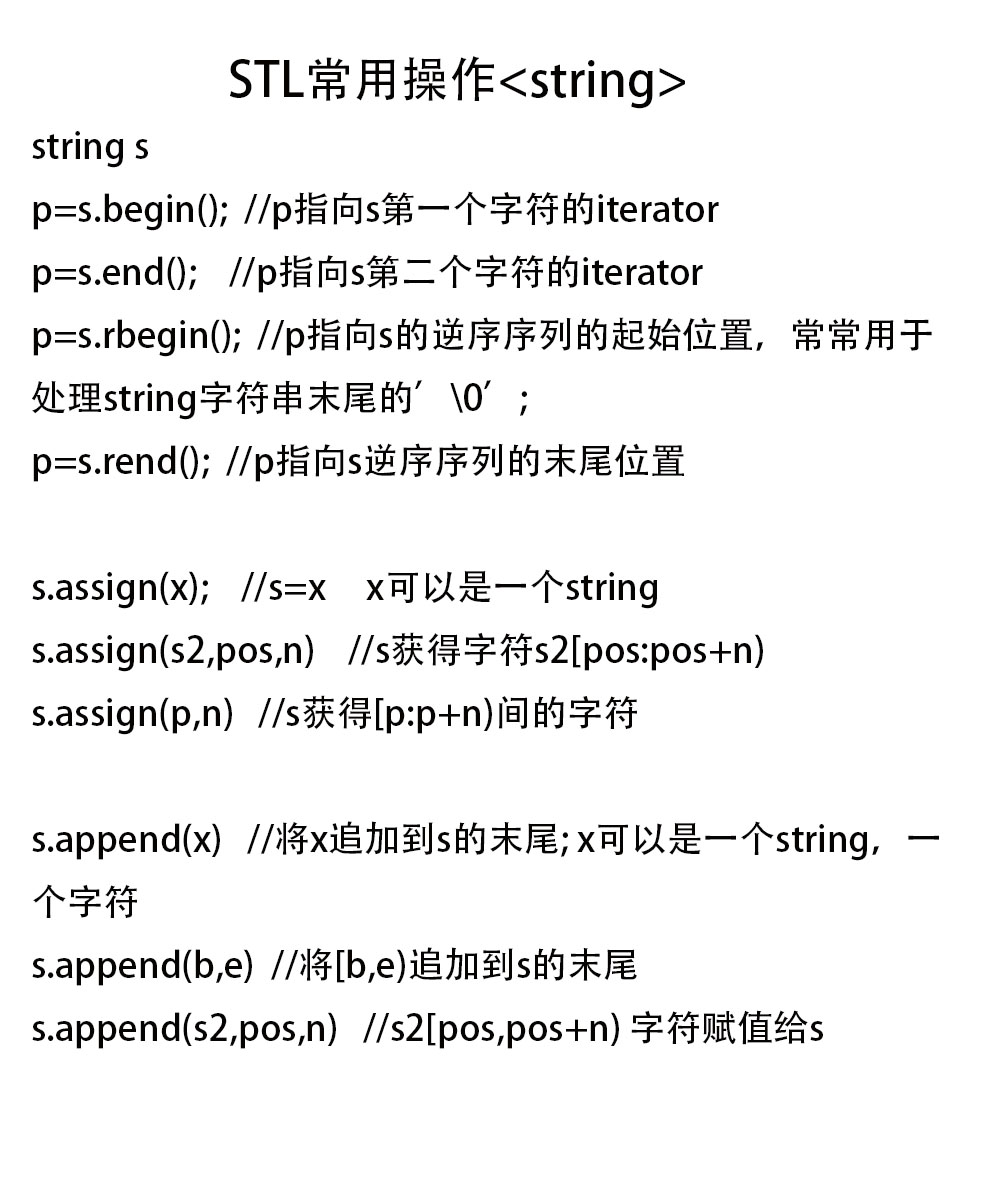 STL常用操作<string>
string s
p=s.begin(); //p指向s第一个字符的iterator
p=s.end(); //p指向s第二个字符的iterator
p=s.rbegin(); //p指向s的逆序序列的起始位置，常常用于
处理string字符串末尾的′\0′;
p=s.rend(); //p指向s逆序序列的末尾位置
s.assign(x); //s=x x可以是一个string
s.assign(s2,pos,n) //s获得字符s2[pos:pos+n)
s.assign(p,n) //s获得[p:p+n)间的字符
s.append(x) //将x追加到s的末尾; x可以是一个string，一
个字符
s.append(b,e) //将[b,e)追加到s的末尾
s.append(s2,pos,n) //s2[pos,pos+n) 字符赋值给s